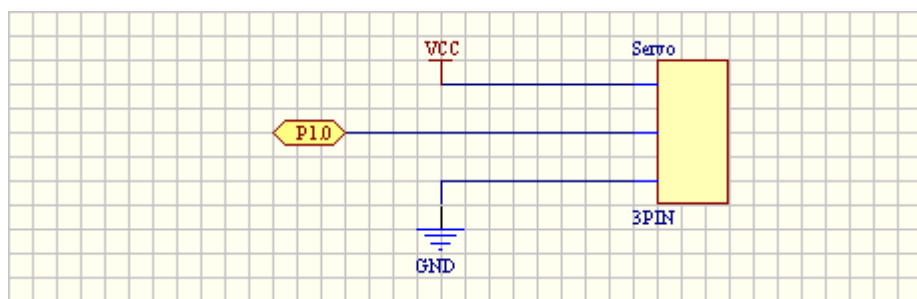 VCC
Servo
P1.0
3PIN
GND